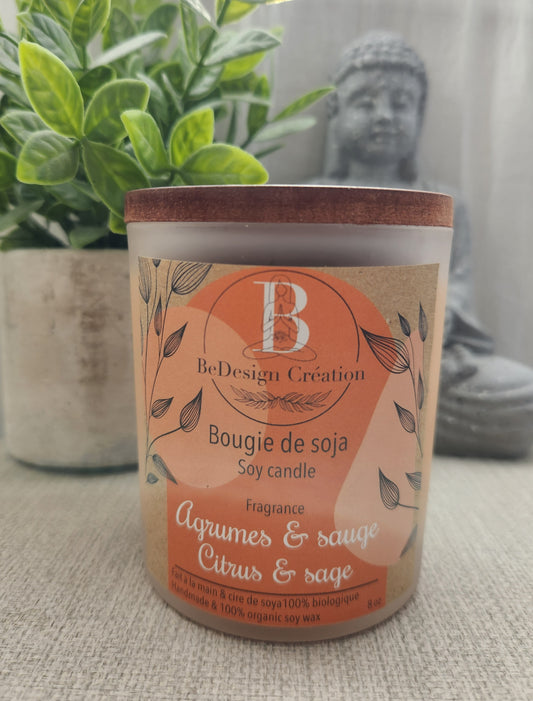 B
BeDesign Création
Bougie de soja
Soy candle
Fragrance
Agrumes & sauge
Citrus & sage
Fait à la main & cire de soya100% biologique
Handmade & 100% organic soy wax
8 oz